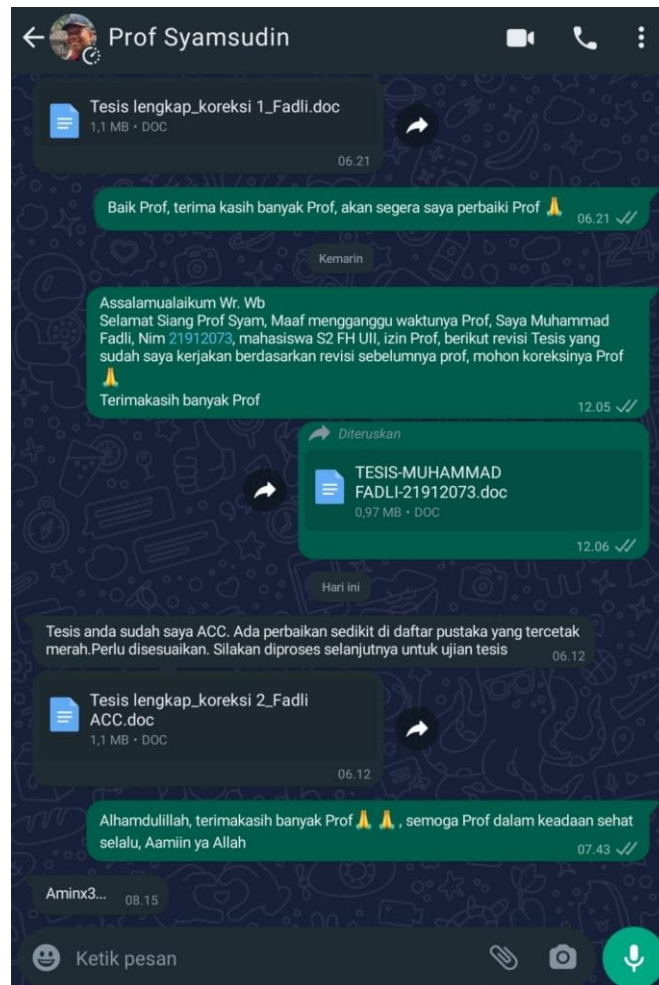 Prof Syamsudin
Tesis lengkap_koreksi 1_Fadli.doc
1,1 MB • DOC
06.21
Baik Prof, terima kasih banyak Prof, akan segera saya perbaiki Prof 🙏
06.21
Kemarin
Assalamualaikum Wr. Wb
Selamat Siang Prof Syam, Maaf mengganggu waktunya Prof, Saya Muhammad
Fadli, Nim 21912073, mahasiswa S2 FH UII, izin Prof, berikut revisi Tesis yang
sudah saya kerjakan berdasarkan revisi sebelumnya prof, mohon koreksinya Prof
🙏
Terimakasih banyak Prof
12.05
Diteruskan
TESIS-MUHAMMAD
FADLI-21912073.doc
0,97 MB • DOC
12.06
Hari ini
Tesis anda sudah saya ACC. Ada perbaikan sedikit di daftar pustaka yang tercetak
merah.Perlu disesuaikan. Silakan diproses selanjutnya untuk ujian tesis
06.12
Tesis lengkap_koreksi 2_Fadli
ACC.doc
1,1 MB • DOC
06.12
Alhamdulillah, terimakasih banyak Prof🙏 🙏 , semoga Prof dalam keadaan sehat
selalu, Aamiin ya Allah
07.43
Aminx3...
08.15
Ketik pesan